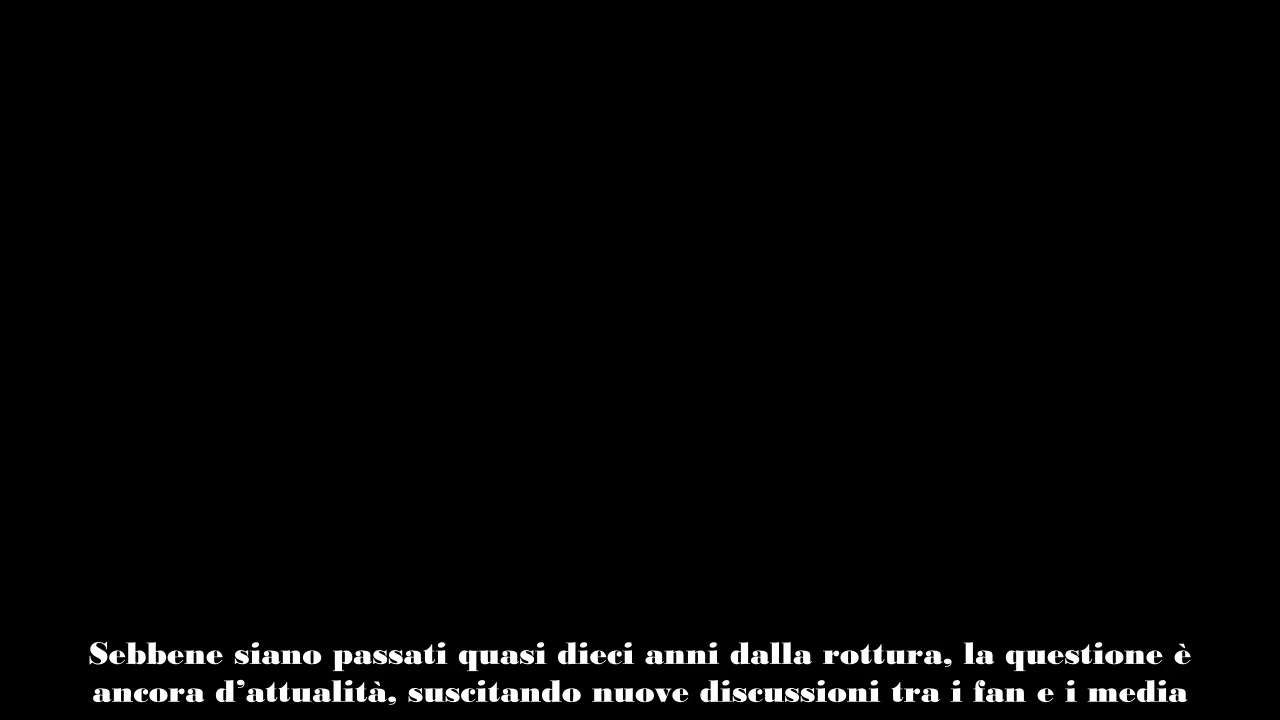 Sebbene siano passati quasi dieci anni dalla rottura, la questione è
ancora d’attualità, suscitando nuove discussioni tra i fan e i media